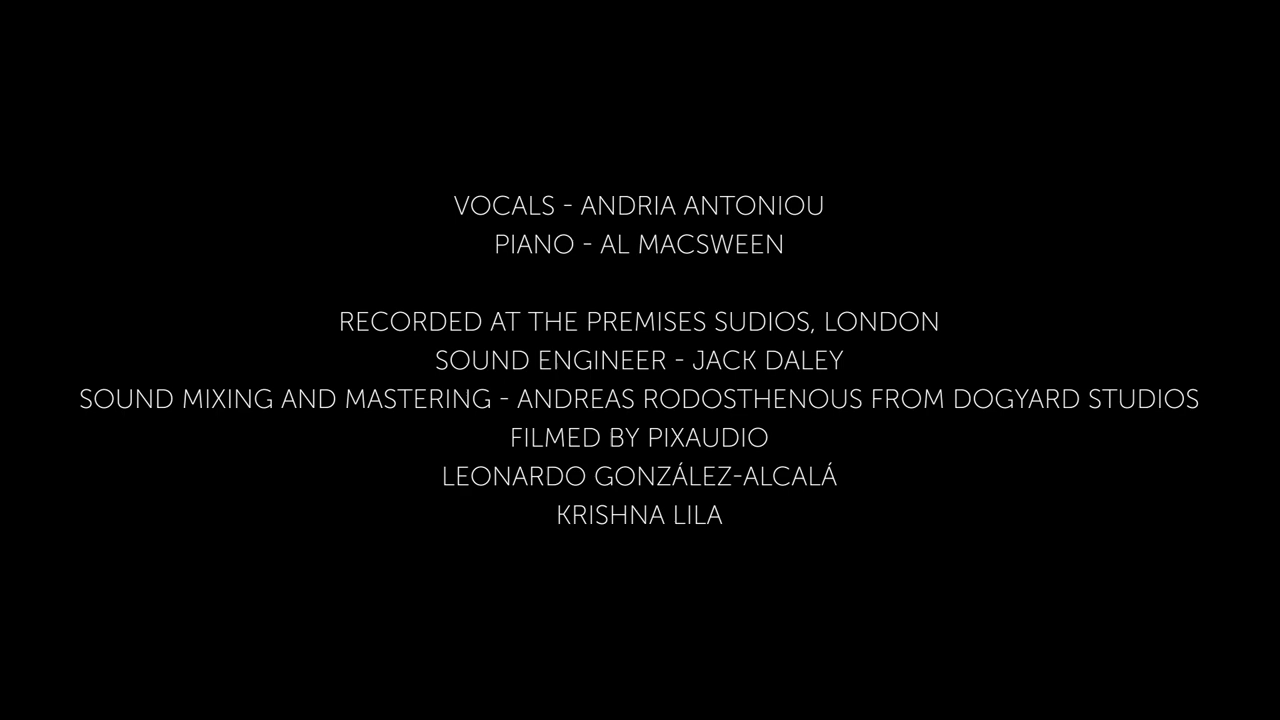 VOCALS - ANDRIA ANTONIOU
PIANO - AL MACSWEEN
RECORDED AT THE PREMISES SUDIOS, LONDON
SOUND ENGINEER - JACK DALEY
SOUND MIXING AND MASTERING - ANDREAS RODOSTHENOUS FROM DOGYARD STUDIOS
FILMED BY PIXAUDIO
LEONARDO GONZÁLEZ-ALCALÁ
KRISHNA LILA